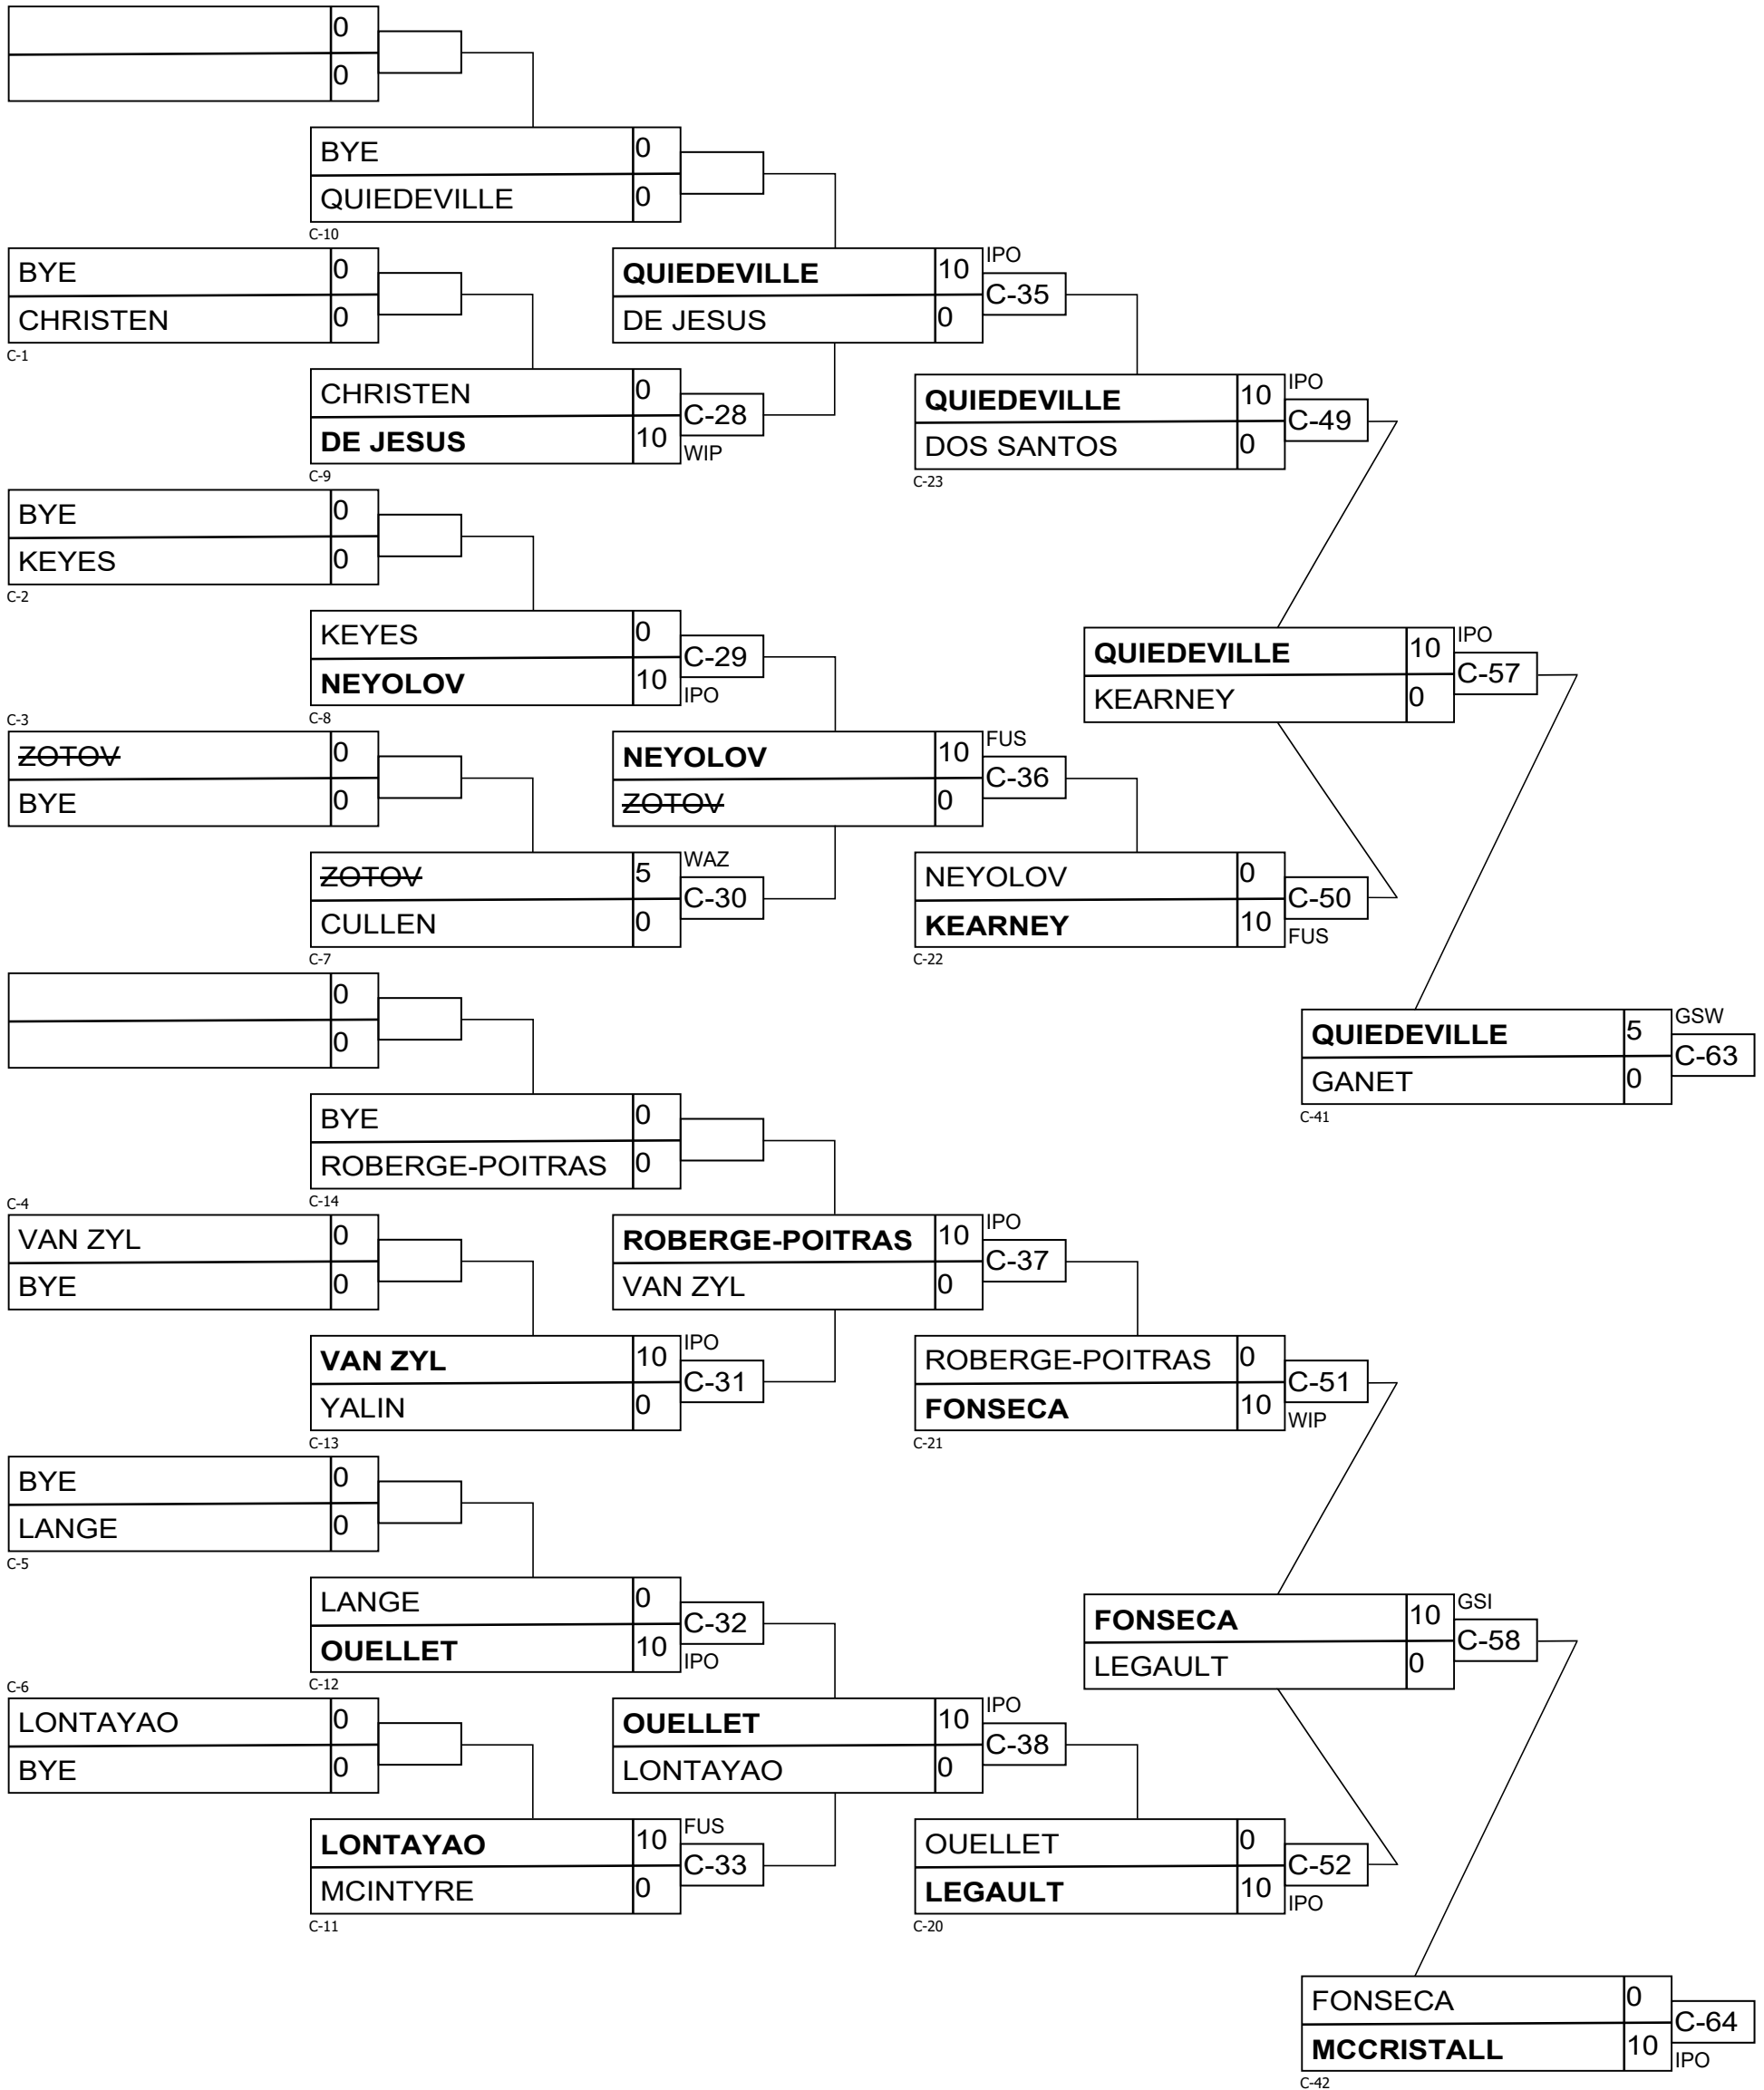 0
0
BYE 0
QUIEDEVILLE 0
C-10
BYE 0
CHRISTEN 0
C-1
QUIEDEVILLE 10 IPO
C-35
DE JESUS 0
CHRISTEN 0
C-28
DE JESUS 10 WIP
C-9
QUIEDEVILLE 10 IPO
C-49
DOS SANTOS 0
C-23
BYE 0
KEYES 0
C-2
KEYES 0
C-29
NEYOLOV 10 IPO
C-8
QUIEDEVILLE 10 IPO
C-57
KEARNEY 0
C-3
ZOTOV 0
BYE 0
NEYOLOV 10 FUS
C-36
ZOTOV 0
ZOTOV 5 WAZ
C-30
CULLEN 0
C-7
NEYOLOV 0
C-50
KEARNEY 10 FUS
C-22
0
0
QUIEDEVILLE 5 GSW
C-63
GANET 0
C-41
BYE 0
ROBERGE-POITRAS 0
C-14
C-4
VAN ZYL 0
BYE 0
ROBERGE-POITRAS 10 IPO
C-37
VAN ZYL 0
VAN ZYL 10 IPO
C-31
YALIN 0
C-13
ROBERGE-POITRAS 0
C-51
FONSECA 10 WIP
C-21
BYE 0
LANGE 0
C-5
LANGE 0
C-32
OUELLET 10 IPO
C-12
FONSECA 10 GSI
C-58
LEGAULT 0
C-6
LONTAYAO 0
BYE 0
OUELLET 10 IPO
C-38
LONTAYAO 0
LONTAYAO 10 FUS
C-33
MCINTYRE 0
C-11
OUELLET 0
C-52
LEGAULT 10 IPO
C-20
FONSECA 0
C-64
MCCRISTALL 10 IPO
C-42